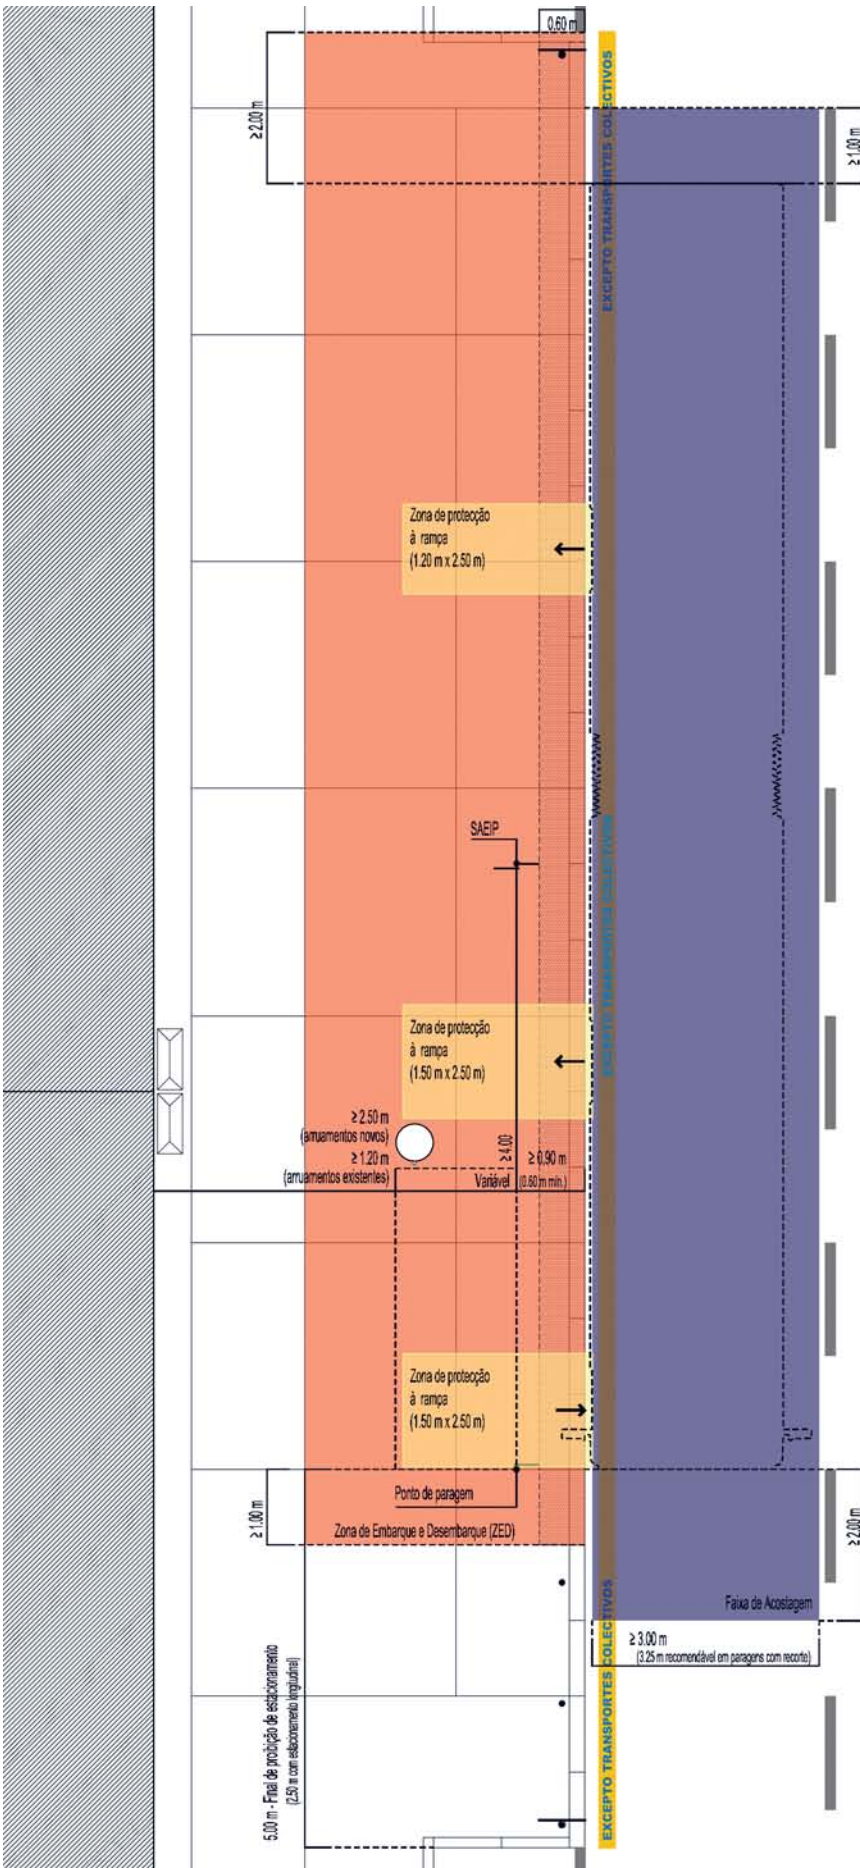 0.60 m
≥ 2.00 m
EXCEPTO TRANSPORTES COLECTIVOS
≥ 1.00 m
Zona de protecção
à rampa
(1.20 m x 2.50 m)
SAEIP
EXCEPTO TRANSPORTES COLECTIVOS
Zona de protecção
à rampa
(1.50 m x 2.50 m)
≥ 2.50 m
(arruamentos novos)
≥ 1.20 m
(arruamentos existentes)
≥ 4.00
≥ 0.90 m
Variável
(0.60 m min.)
Zona de protecção
à rampa
(1.50 m x 2.50 m)
Ponto de paragem
≥ 1.00 m
Zona de Embarque e Desembarque (ZED)
≥ 2.00 m
Faixa de Acostagem
≥ 3.00 m
(3.25 m recomendável em paragens com recorte)
5.00 m - Final de proibição de estacionamento
(2.50 m com estacionamento longitudinal)
EXCEPTO TRANSPORTES COLECTIVOS